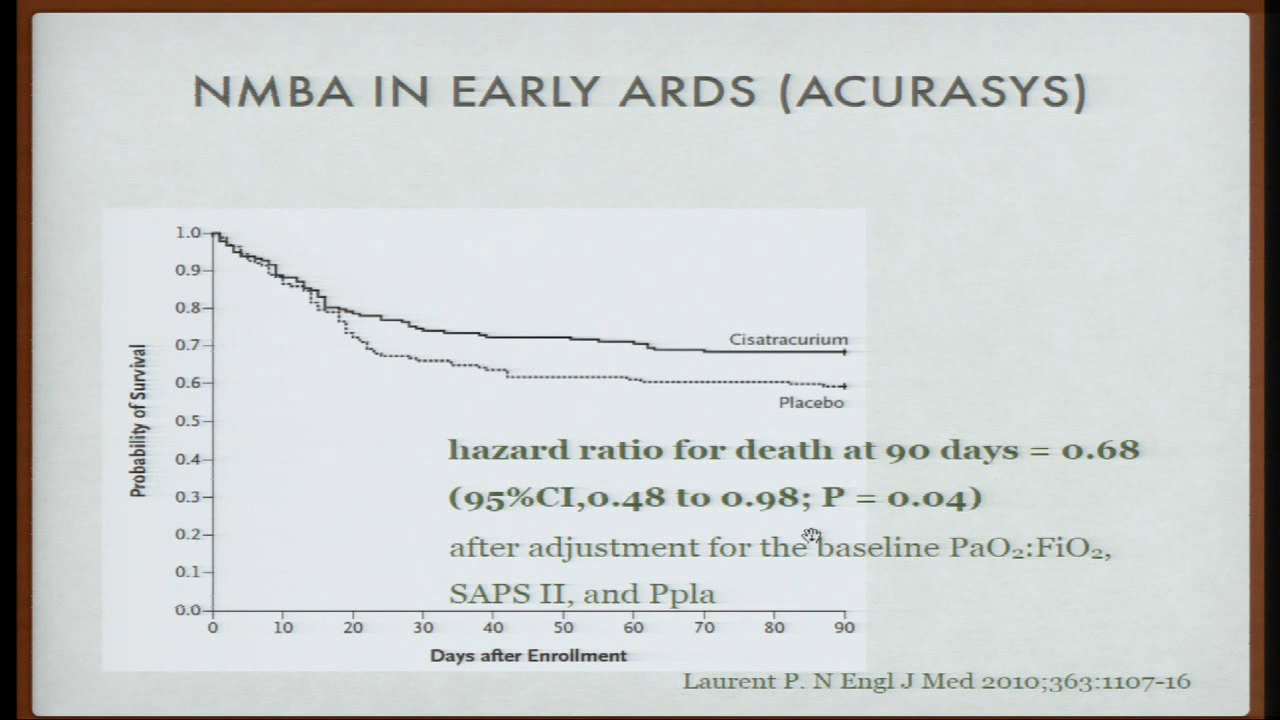 NMBA IN EARLY ARDS (ACURASYS)
1.0
0.9
0.8
0.7
0.6
0.5
0.4
0.3
0.2
0.1
0.0
Probability of Survival
Cisatracurium
Placebo
hazard ratio for death at 90 days = 0.68
(95%CI,0.48 to 0.98; P = 0.04)
after adjustment for the baseline PaO₂:FiO₂,
SAPS II, and Ppla
0 10 20 30 40 50 60 70 80 90
Days after Enrollment
Laurent P. N Engl J Med 2010;363:1107-16